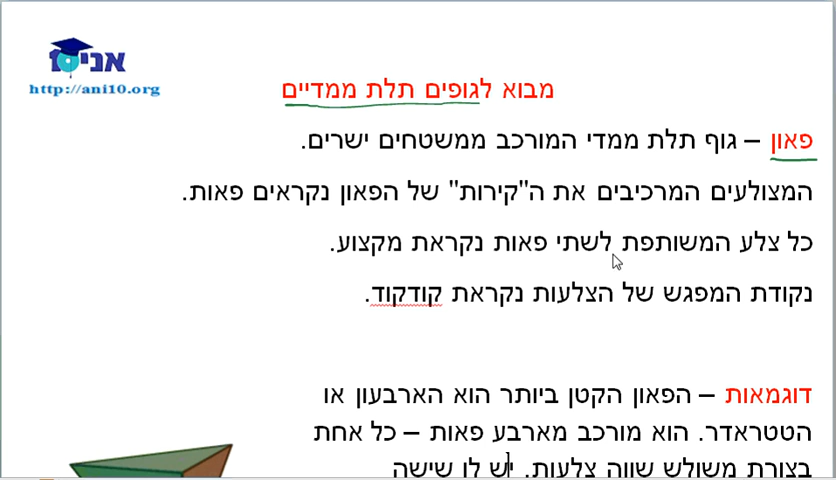 אני10
http://ani10.org
מבוא לגופים תלת ממדיים
פאון – גוף תלת ממדי המורכב ממשטחים ישרים.
המצולעים המרכיבים את ה"קירות" של הפאון נקראים פאות.
כל צלע המשותפת לשתי פאות נקראת מקצוע.
נקודת המפגש של הצלעות נקראת קודקוד.
דוגמאות – הפאון הקטן ביותר הוא הארבעון או
הטטראדר. הוא מורכב מארבע פאות – כל אחת
בצורת משולש שווה צלעות. יש לו שישה